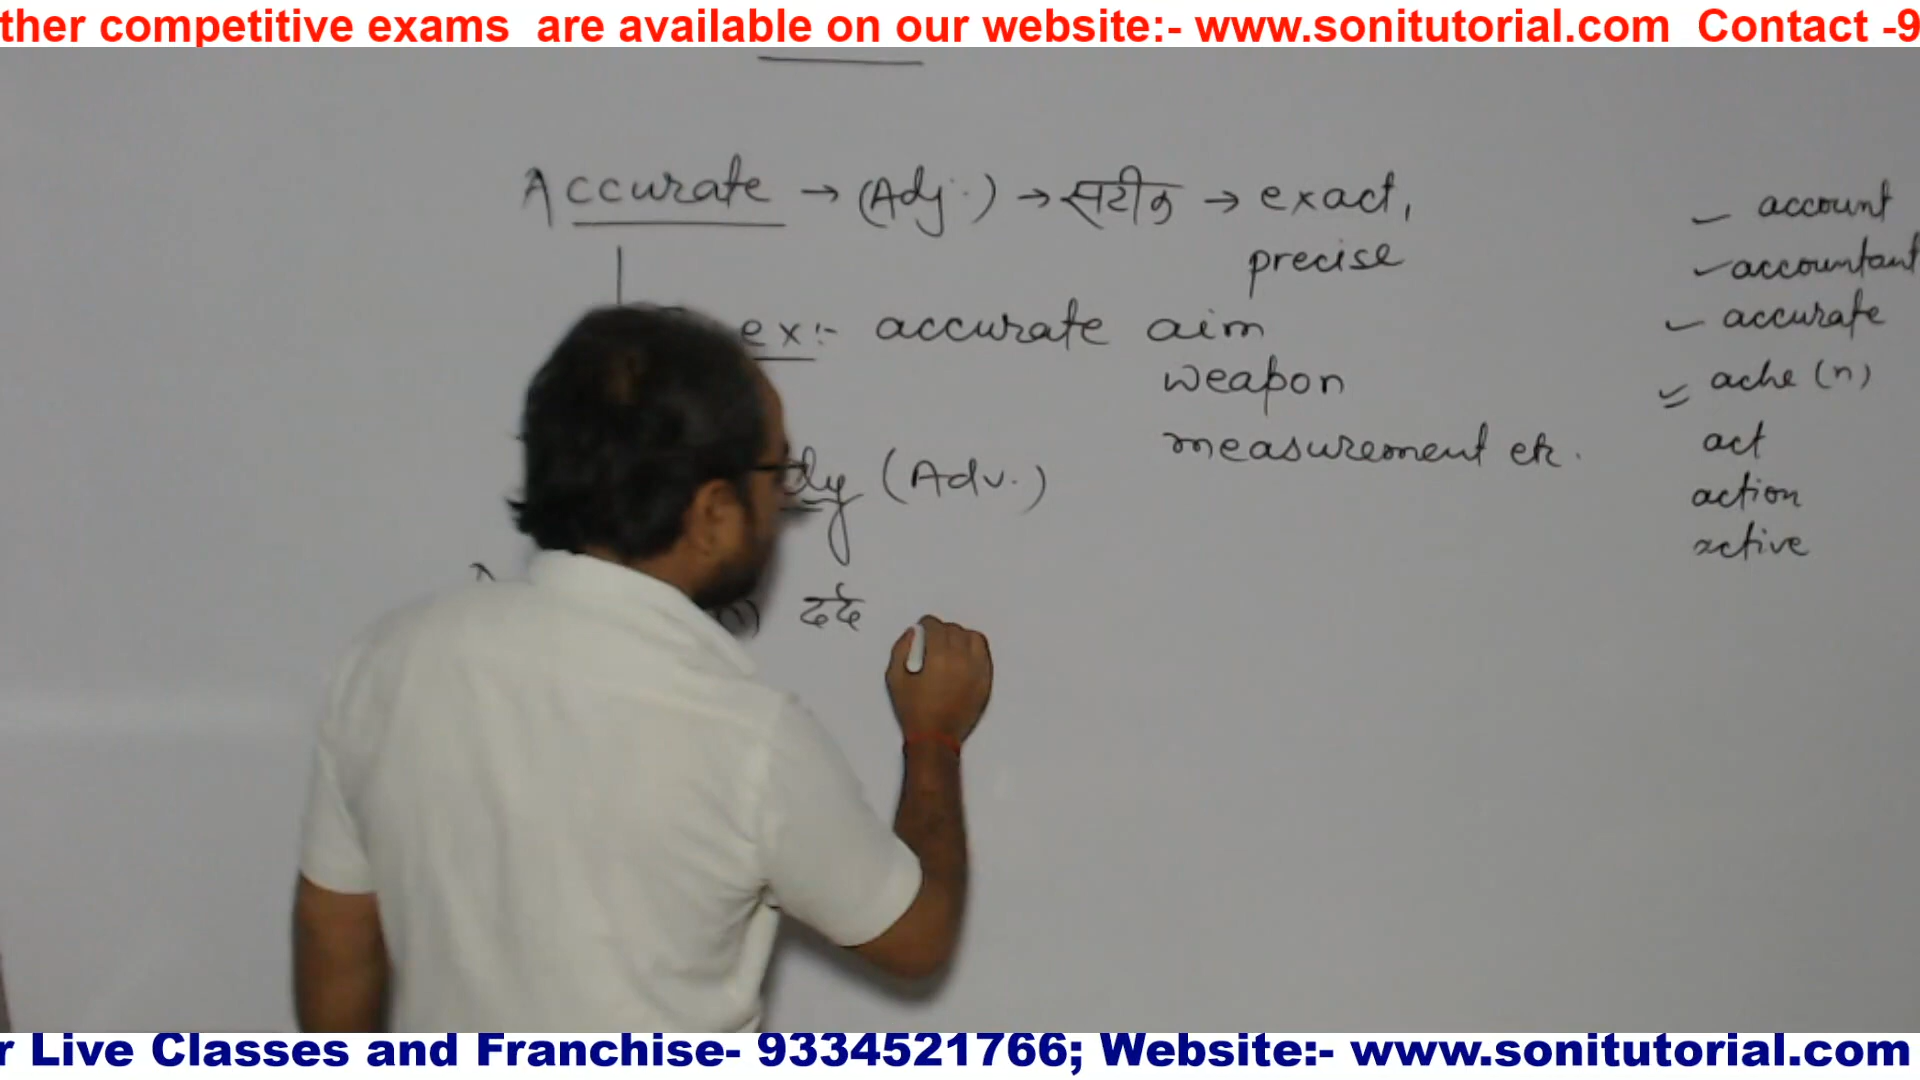 ther competitive exams are available on our website:- www.sonitutorial.com Contact -9
Accurate → (Adj.) → सटीक → exact,
precise
ex:- accurate aim
weapon
measurement etc.
(Adv.)
दर्द
account
accountant
accurate
ache (n)
act
action
active
r Live Classes and Franchise- 9334521766; Website:- www.sonitutorial.com